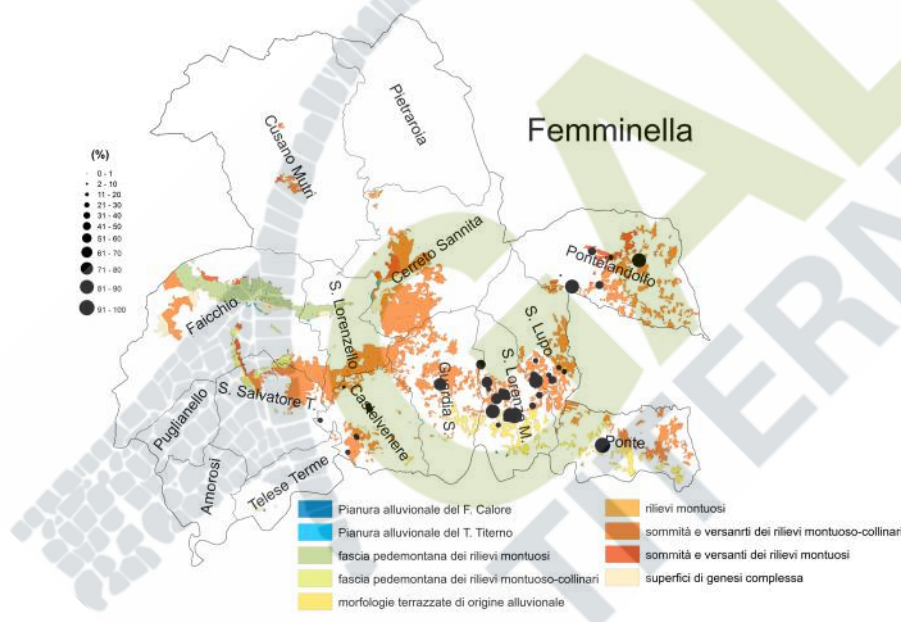 Femminella
Pietraroia
Cusano Mutri
(%)
0 - 1
2 - 10
11 - 20
21 - 30
31 - 40
41 - 50
51 - 60
61 - 70
71 - 80
81 - 90
91 - 100
Cerreto Sannita
Pontelandolfo
Faicchio
S. Lorenzello
S. Lupo
Guardia S.
S. Lorenzo M.
S. Salvatore T.
Castelvenere
Puglianello
Ponte
Amorosi
Telese Terme
Pianura alluvionale del F. Calore
Pianura alluvionale del T. Titerno
fascia pedemontana dei rilievi montuosi
fascia pedemontana dei rilievi montuoso-collinari
morfologie terrazzate di origine alluvionale
rilievi montuosi
sommità e versanrti dei rilievi montuoso-collinari
sommità e versanti dei rilievi montuosi
superfici di genesi complessa